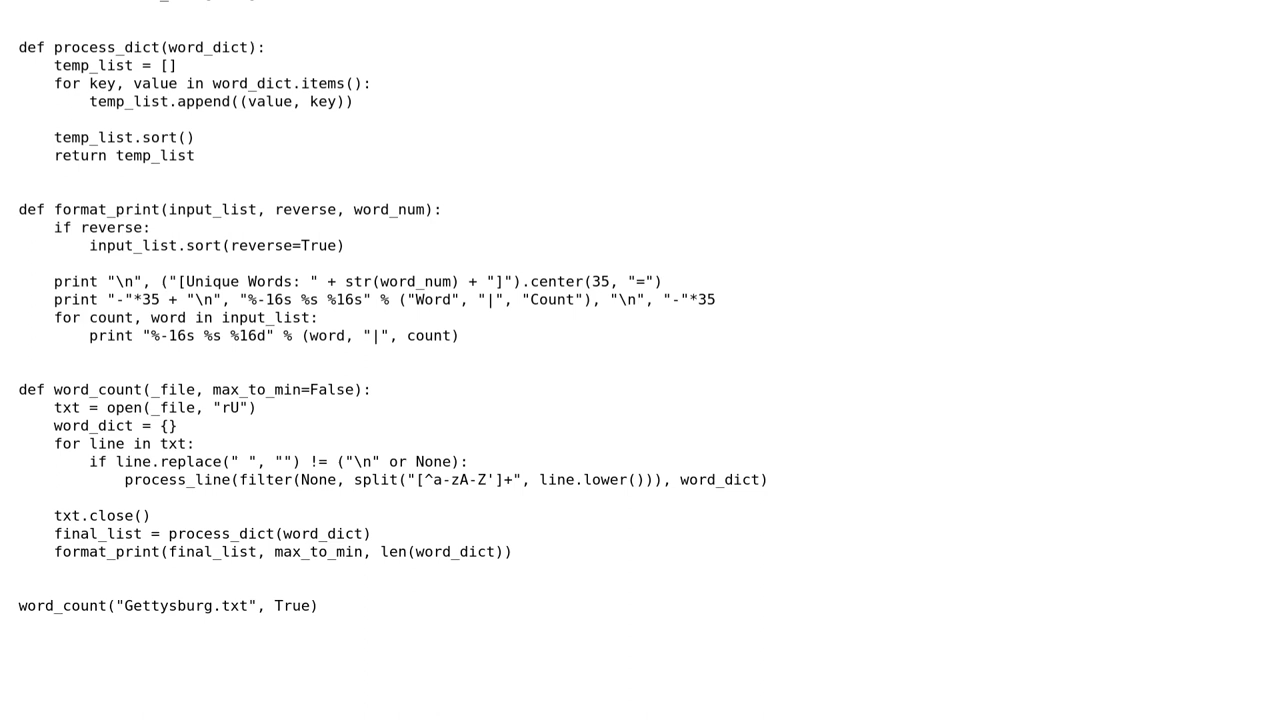 def process_dict(word_dict):
    temp_list = []
    for key, value in word_dict.items():
        temp_list.append((value, key))

    temp_list.sort()
    return temp_list


def format_print(input_list, reverse, word_num):
    if reverse:
        input_list.sort(reverse=True)

    print "\n", ("[Unique Words: " + str(word_num) + "]").center(35, "=")
    print "-"*35 + "\n", "%-16s %s %16s" % ("Word", "|", "Count"), "\n", "-"*35
    for count, word in input_list:
        print "%-16s %s %16d" % (word, "|", count)


def word_count(_file, max_to_min=False):
    txt = open(_file, "rU")
    word_dict = {}
    for line in txt:
        if line.replace(" ", "") != ("\n" or None):
            process_line(filter(None, split("[^a-zA-Z']+", line.lower())), word_dict)

    txt.close()
    final_list = process_dict(word_dict)
    format_print(final_list, max_to_min, len(word_dict))


word_count("Gettysburg.txt", True)